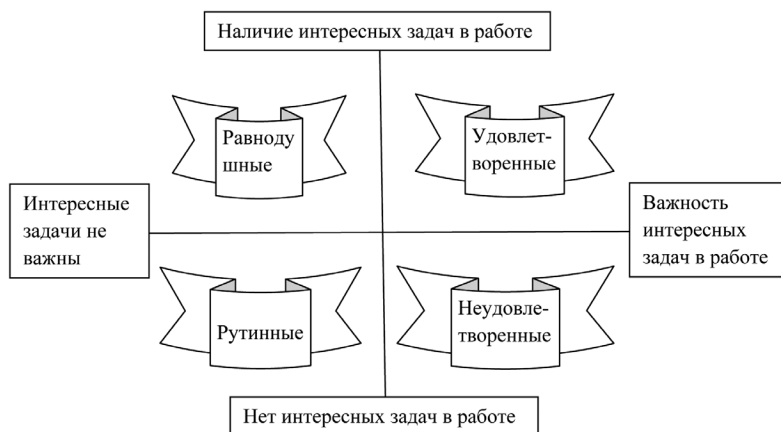 Наличие интересных задач в работе
Равноду
шные
Удовлет-
воренные
Интересные
задачи не
важны
Важность
интересных
задач в работе
Рутинные
Неудовле-
творенные
Нет интересных задач в работе